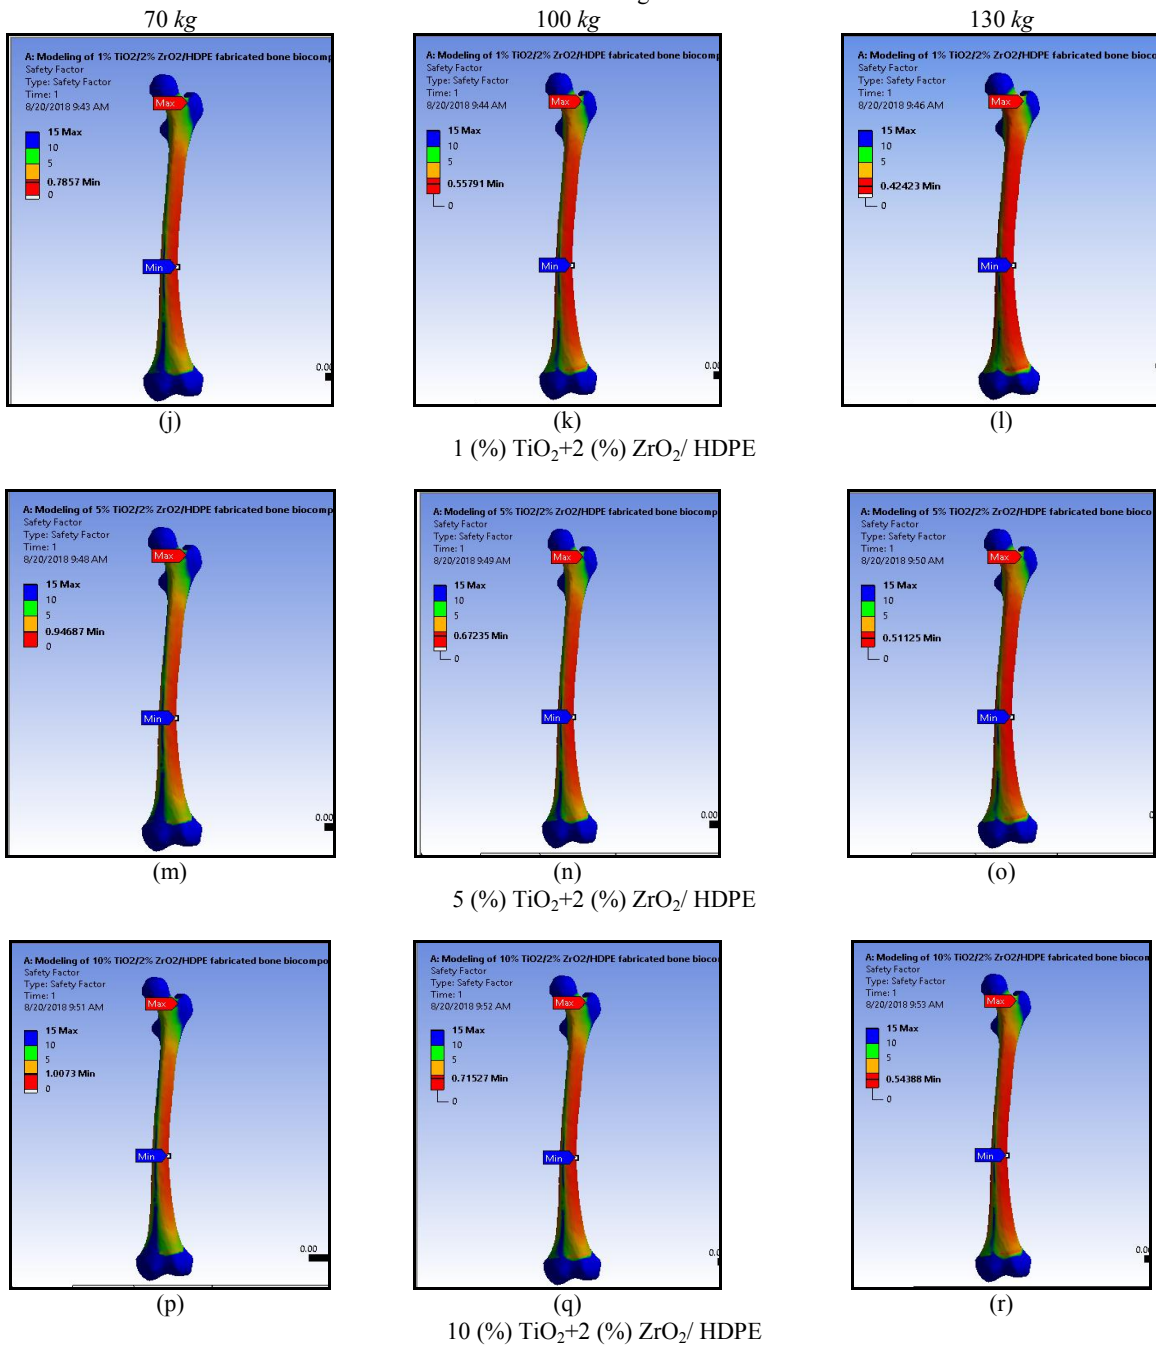 70 kg 100 kg 130 kg
A: Modeling of 1% TiO2/2% ZrO2/HDPE fabricated bone biocomp
Safety Factor
Type: Safety Factor
Time: 1
8/20/2018 9:43 AM
15 Max
10
5
0.7857 Min
0
Max
Min
0.00
(j)
A: Modeling of 1% TiO2/2% ZrO2/HDPE fabricated bone biocom
Safety Factor
Type: Safety Factor
Time: 1
8/20/2018 9:44 AM
15 Max
10
5
0.55791 Min
0
Max
Min
0.00
(k)
A: Modeling of 1% TiO2/2% ZrO2/HDPE fabricated bone bioco
Safety Factor
Type: Safety Factor
Time: 1
8/20/2018 9:46 AM
15 Max
10
5
0.42423 Min
0
Max
Min
(l)
1 (%) TiO₂+2 (%) ZrO₂/ HDPE
A: Modeling of 5% TiO2/2% ZrO2/HDPE fabricated bone biocomp
Safety Factor
Type: Safety Factor
Time: 1
8/20/2018 9:48 AM
15 Max
10
5
0.94687 Min
0
Max
Min
0.00
(m)
A: Modeling of 5% TiO2/2% ZrO2/HDPE fabricated bone biocom
Safety Factor
Type: Safety Factor
Time: 1
8/20/2018 9:49 AM
15 Max
10
5
0.67235 Min
0
Max
Min
0.00
(n)
A: Modeling of 5% TiO2/2% ZrO2/HDPE fabricated bone bioco
Safety Factor
Type: Safety Factor
Time: 1
8/20/2018 9:50 AM
15 Max
10
5
0.51125 Min
0
Max
Min
(o)
5 (%) TiO₂+2 (%) ZrO₂/ HDPE
A: Modeling of 10% TiO2/2% ZrO2/HDPE fabricated bone biocompo
Safety Factor
Type: Safety Factor
Time: 1
8/20/2018 9:51 AM
15 Max
10
5
1.0073 Min
0
Max
Min
0.00
(p)
A: Modeling of 10% TiO2/2% ZrO2/HDPE fabricated bone biocor
Safety Factor
Type: Safety Factor
Time: 1
8/20/2018 9:52 AM
15 Max
10
5
0.71527 Min
0
Max
Min
0.0
(q)
A: Modeling of 10% TiO2/2% ZrO2/HDPE fabricated bone biocom
Safety Factor
Type: Safety Factor
Time: 1
8/20/2018 9:53 AM
15 Max
10
5
0.54388 Min
0
Max
Min
0.0
(r)
10 (%) TiO₂+2 (%) ZrO₂/ HDPE